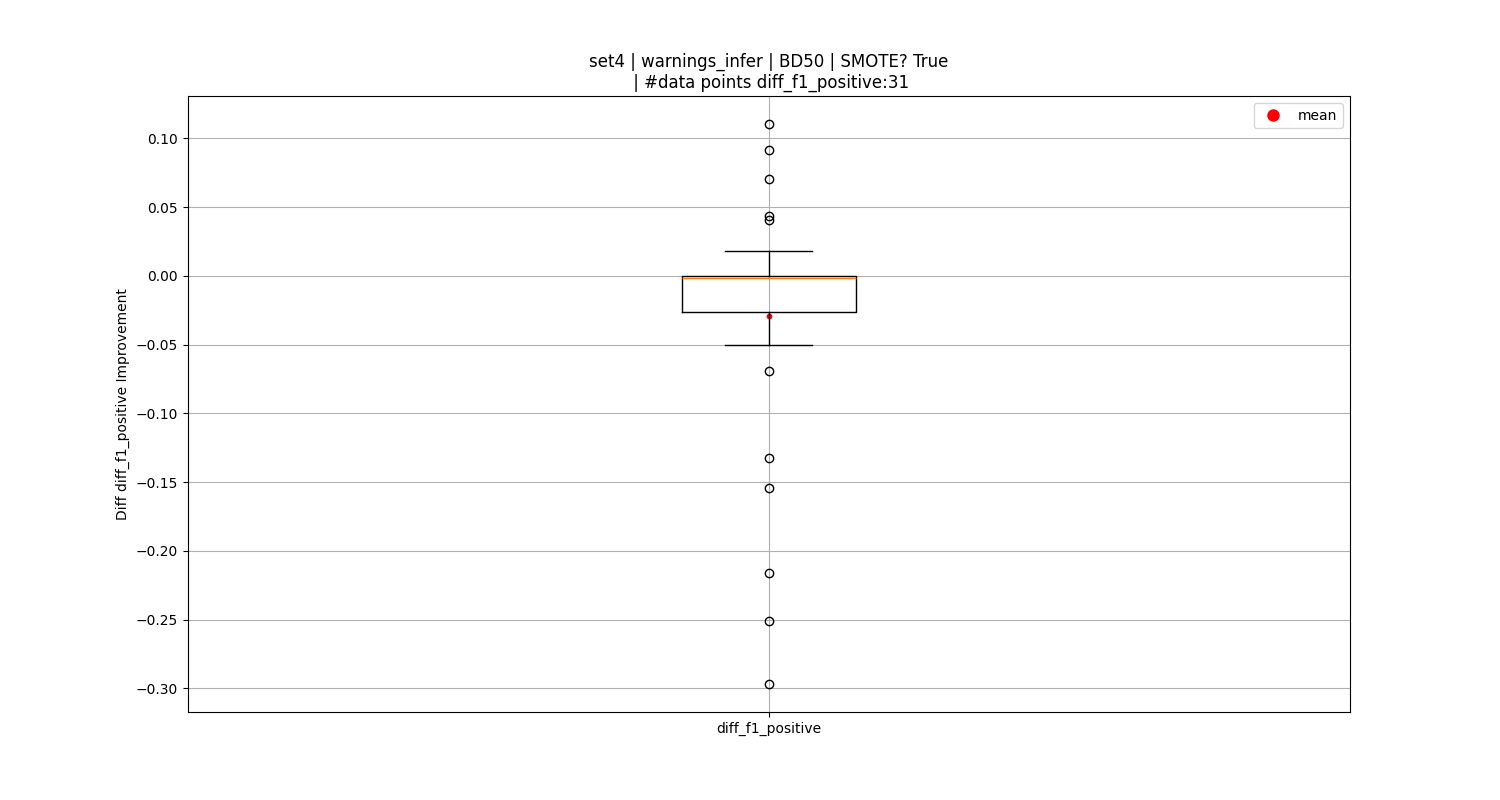 set4 | warnings_infer | BD50 | SMOTE? True
| #data points diff_f1_positive:31
mean
0.10
0.05
0.00
−0.05
−0.10
−0.15
−0.20
−0.25
−0.30
Diff diff_f1_positive Improvement
diff_f1_positive